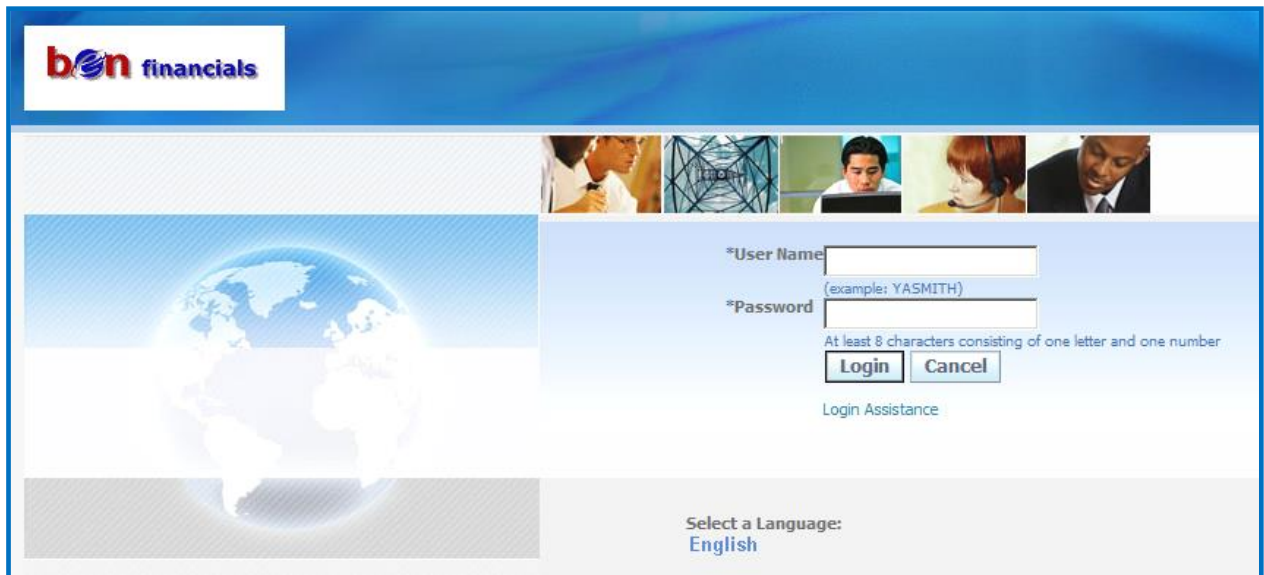 ben financials
*User Name
(example: YASMITH)
*Password
At least 8 characters consisting of one letter and one number
Login Cancel
Login Assistance
Select a Language:
English